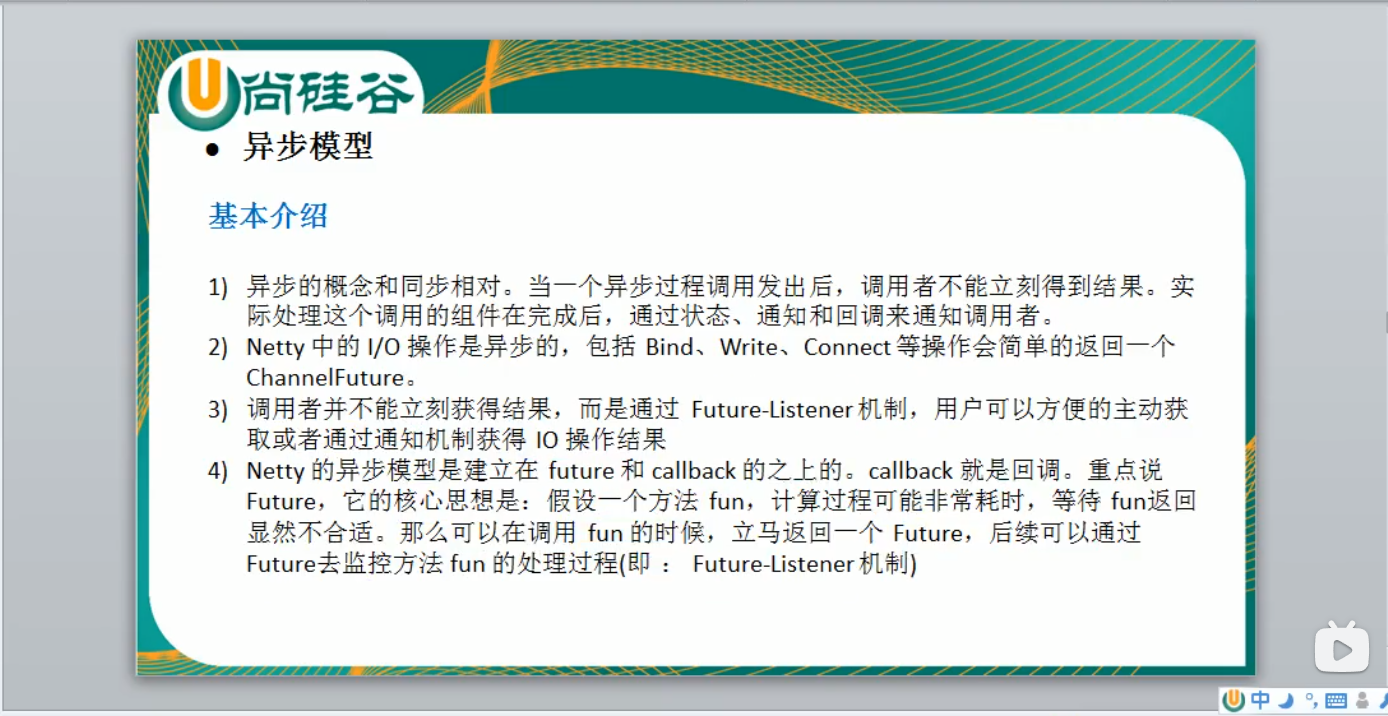 尚硅谷
• 异步模型
基本介绍
1) 异步的概念和同步相对。当一个异步过程调用发出后，调用者不能立刻得到结果。实
际处理这个调用的组件在完成后，通过状态、通知和回调来通知调用者。
2) Netty 中的 I/O 操作是异步的，包括 Bind、Write、Connect 等操作会简单的返回一个
ChannelFuture。
3) 调用者并不能立刻获得结果，而是通过 Future-Listener 机制，用户可以方便的主动获
取或者通过通知机制获得 IO 操作结果
4) Netty 的异步模型是建立在 future 和 callback 的之上的。callback 就是回调。重点说
Future，它的核心思想是：假设一个方法 fun，计算过程可能非常耗时，等待 fun返回
显然不合适。那么可以在调用 fun 的时候，立马返回一个 Future，后续可以通过
Future去监控方法 fun 的处理过程(即 ： Future-Listener 机制)
中